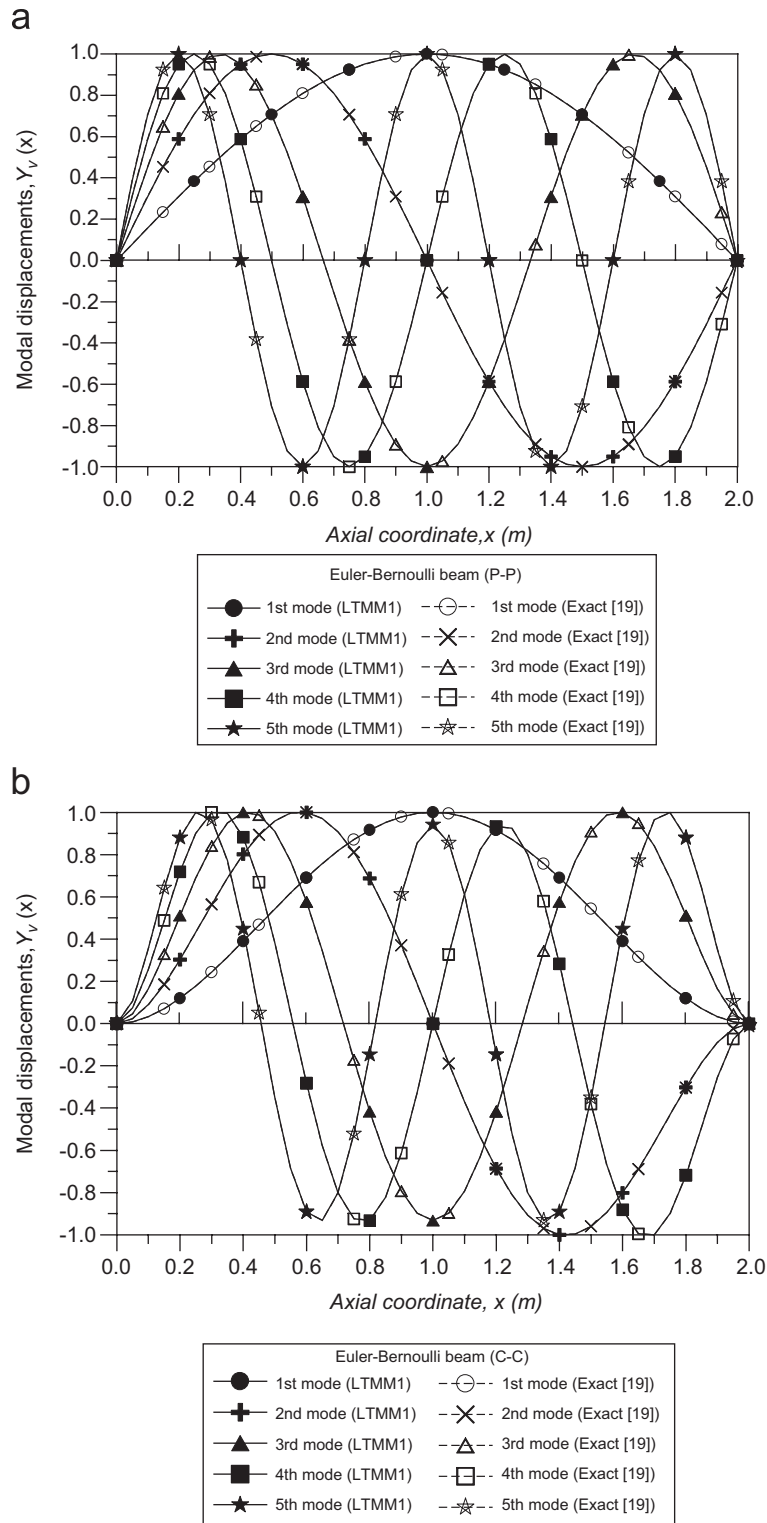 a
1.0
0.8
0.6
0.4
0.2
0.0
-0.2
-0.4
-0.6
-0.8
-1.0
Modal displacements, Yv (x)
0.0 0.2 0.4 0.6 0.8 1.0 1.2 1.4 1.6 1.8 2.0
Axial coordinate,x (m)
Euler-Bernoulli beam (P-P)
1st mode (LTMM1) 1st mode (Exact [19])
2nd mode (LTMM1) 2nd mode (Exact [19])
3rd mode (LTMM1) 3rd mode (Exact [19])
4th mode (LTMM1) 4th mode (Exact [19])
5th mode (LTMM1) 5th mode (Exact [19])
b
1.0
0.8
0.6
0.4
0.2
0.0
-0.2
-0.4
-0.6
-0.8
-1.0
Modal displacements, Yv (x)
0.0 0.2 0.4 0.6 0.8 1.0 1.2 1.4 1.6 1.8 2.0
Axial coordinate, x (m)
Euler-Bernoulli beam (C-C)
1st mode (LTMM1) 1st mode (Exact [19])
2nd mode (LTMM1) 2nd mode (Exact [19])
3rd mode (LTMM1) 3rd mode (Exact [19])
4th mode (LTMM1) 4th mode (Exact [19])
5th mode (LTMM1) 5th mode (Exact [19])